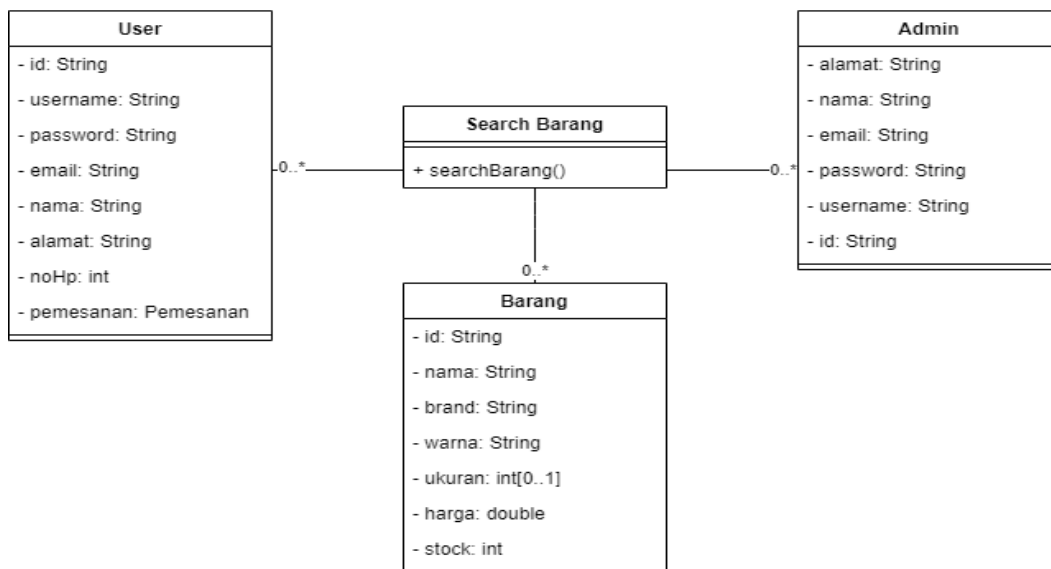 User
- id: String
- username: String
- password: String
- email: String
- nama: String
- alamat: String
- noHp: int
- pemesanan: Pemesanan
0..*
Search Barang
+ searchBarang()
0..*
Admin
- alamat: String
- nama: String
- email: String
- password: String
- username: String
- id: String
0..*
Barang
- id: String
- nama: String
- brand: String
- warna: String
- ukuran: int[0..1]
- harga: double
- stock: int